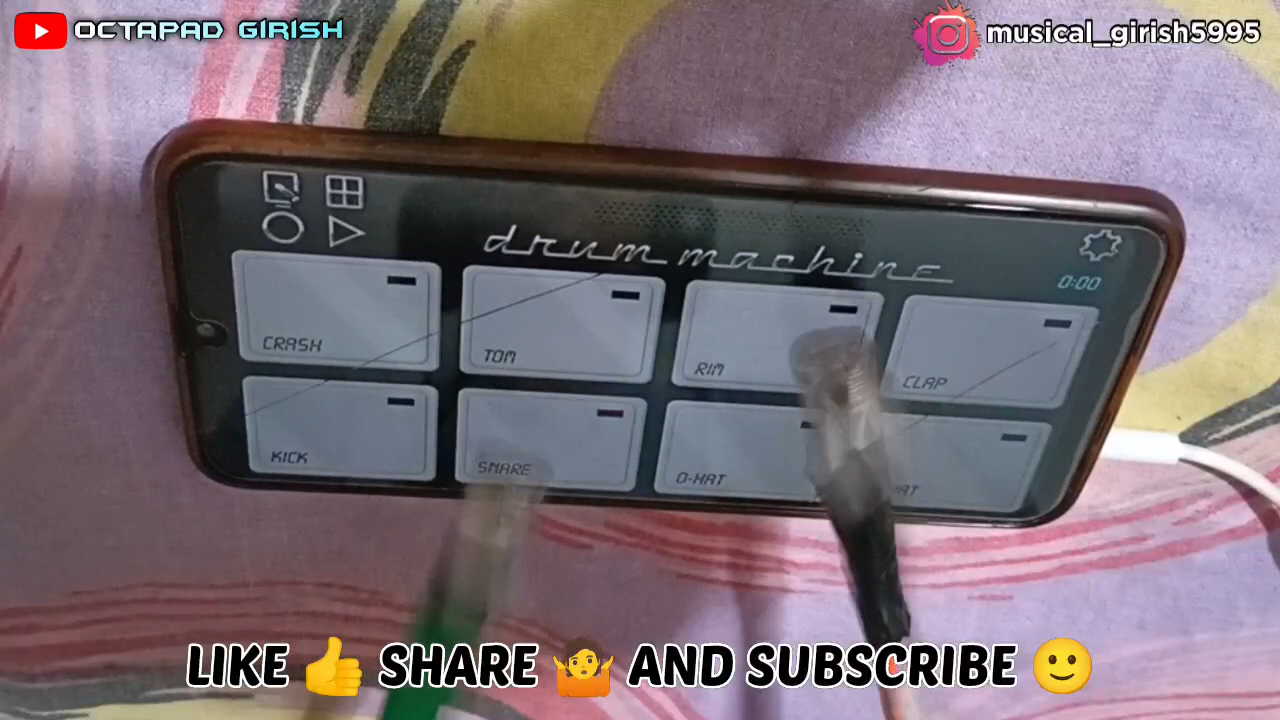 OCTAPAD GIRISH
musical_girish5995
drum machine
0:00
CRASH
TOM
RIM
CLAP
KICK
SNARE
O-HAT
LIKE 👍 SHARE 🤷 AND SUBSCRIBE 🙂